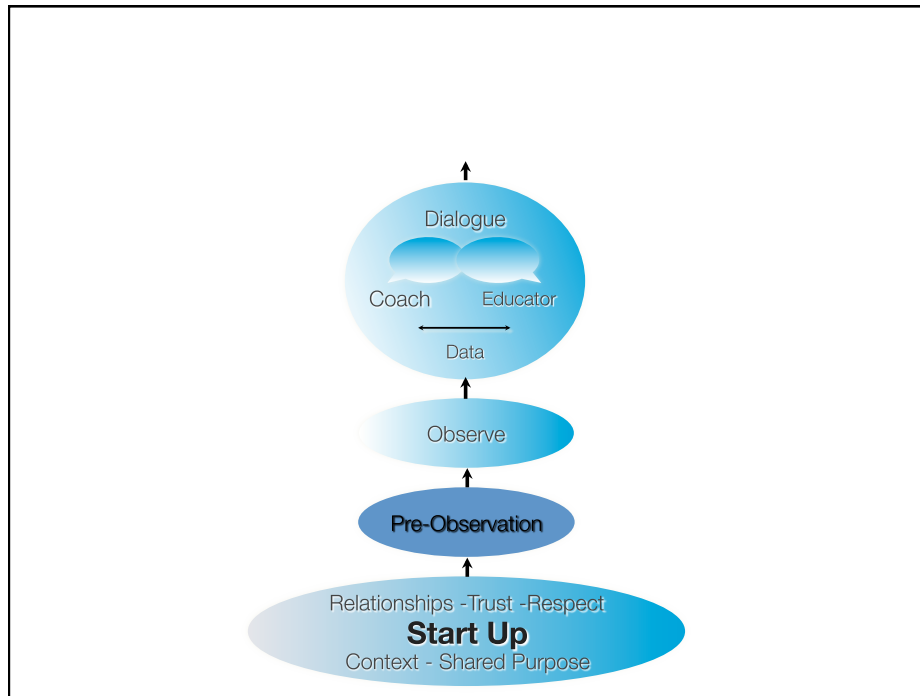 Dialogue
Coach Educator
Data
Observe
Pre-Observation
Relationships -Trust -Respect
Start Up
Context - Shared Purpose